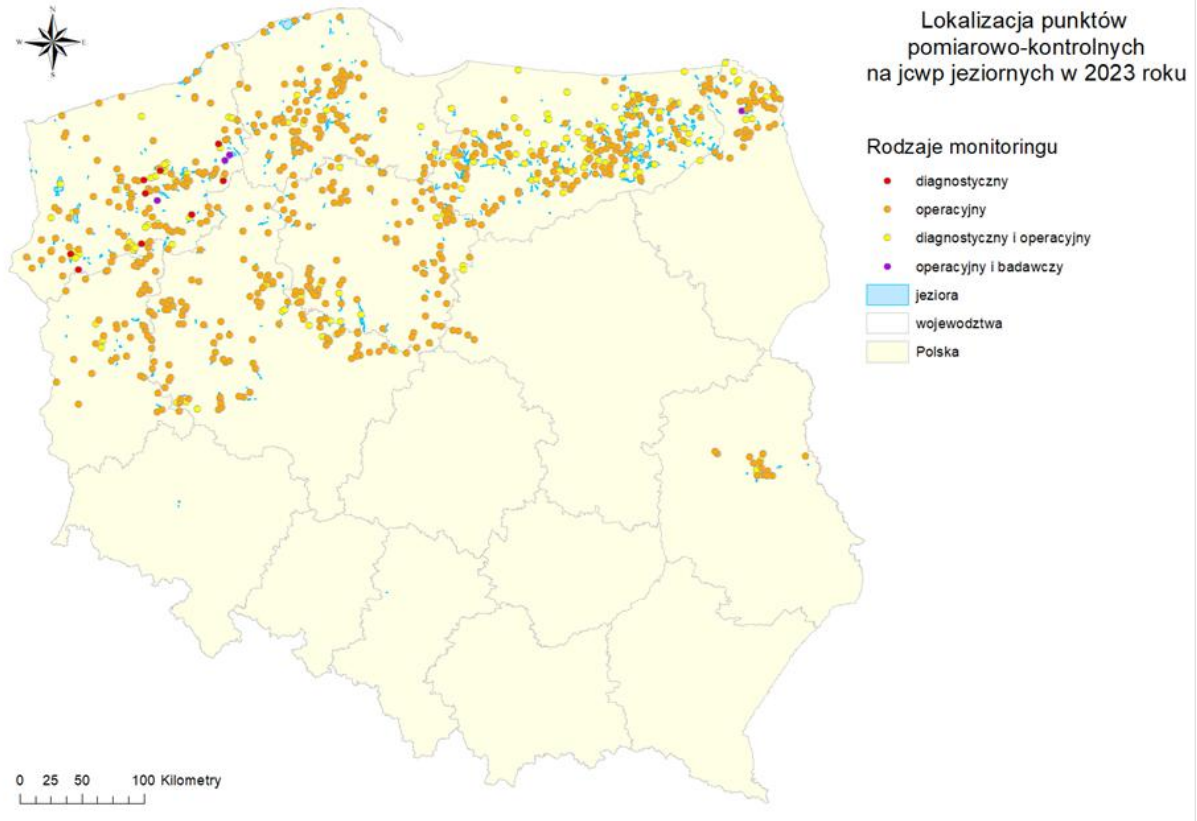 N
W E
S
Lokalizacja punktów
pomiarowo-kontrolnych
na jcwp jeziornych w 2023 roku
Rodzaje monitoringu
diagnostyczny
operacyjny
diagnostyczny i operacyjny
operacyjny i badawczy
jeziora
wojewodztwa
Polska
0 25 50 100 Kilometry